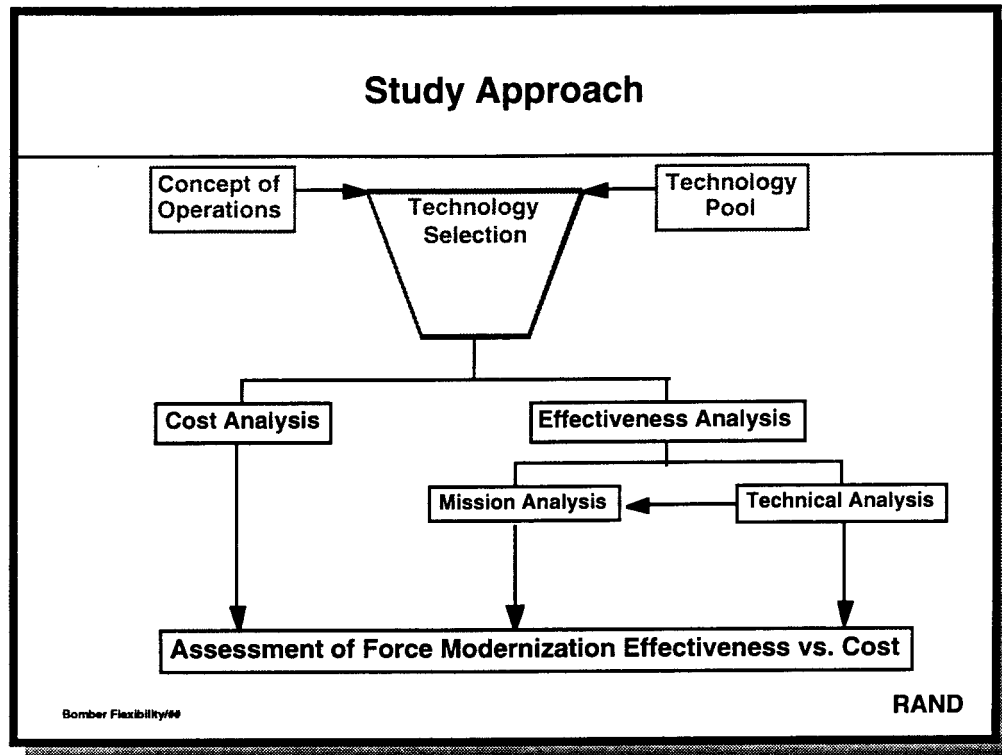 Study Approach
Concept of
Operations
Technology
Selection
Technology
Pool
Cost Analysis
Effectiveness Analysis
Mission Analysis
Technical Analysis
Assessment of Force Modernization Effectiveness vs. Cost
Bomber Flexibility/##
RAND